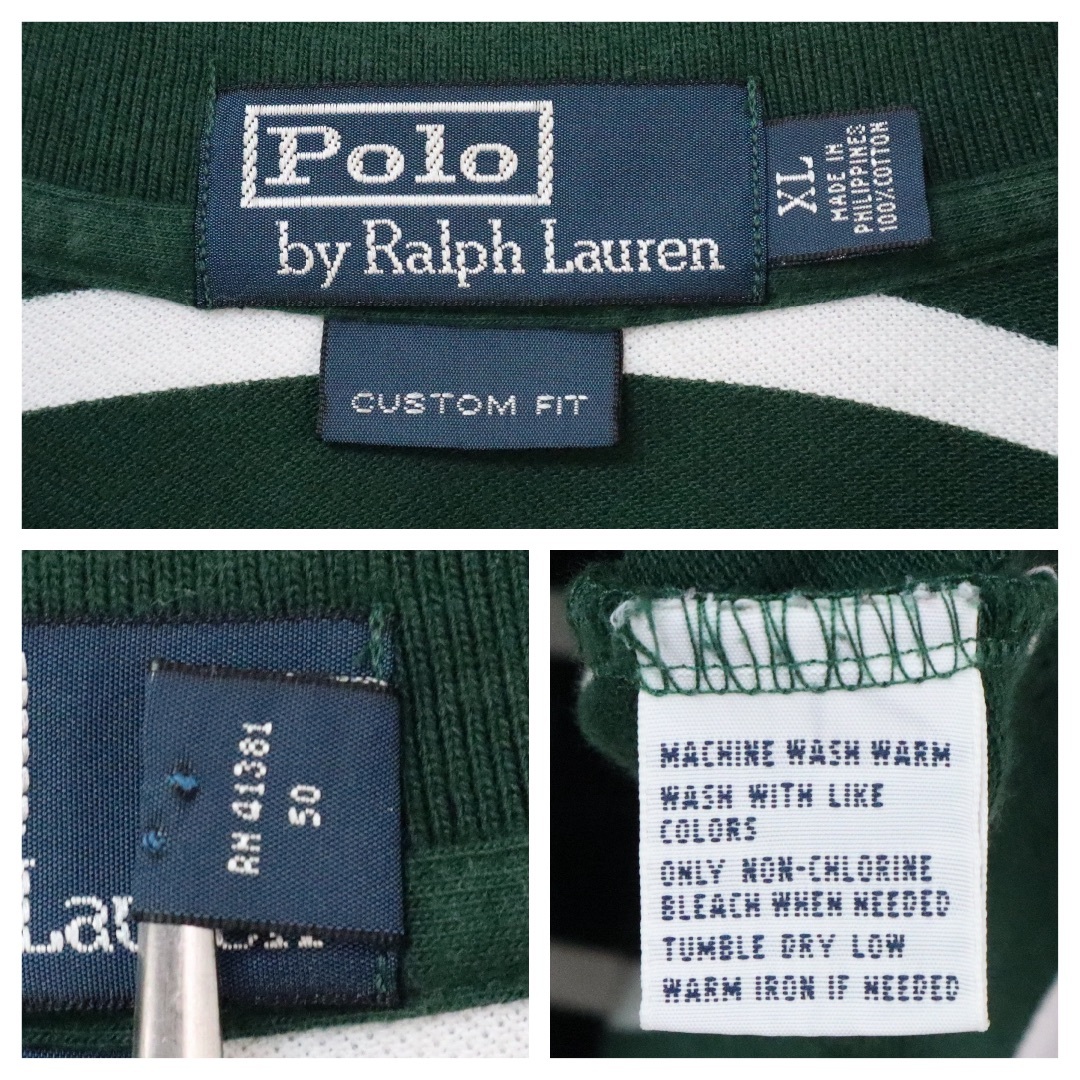 Polo
by Ralph Lauren
XL
MADE IN
PHILIPPINES
100%COTTON
CUSTOM FIT
RN 41381
50
Lau
MACHINE WASH WARM
WASH WITH LIKE
COLORS
ONLY NON-CHLORINE
BLEACH WHEN NEEDED
TUMBLE DRY LOW
WARM IRON IF NEEDED